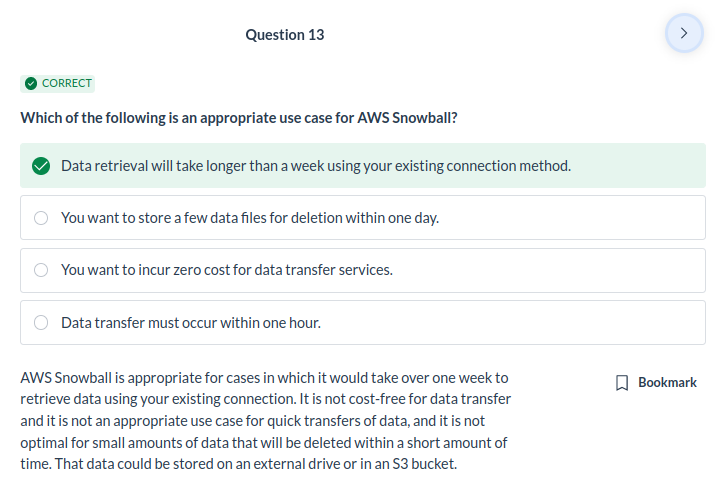 Question 13
CORRECT
Which of the following is an appropriate use case for AWS Snowball?
Data retrieval will take longer than a week using your existing connection method.
You want to store a few data files for deletion within one day.
You want to incur zero cost for data transfer services.
Data transfer must occur within one hour.
AWS Snowball is appropriate for cases in which it would take over one week to
retrieve data using your existing connection. It is not cost-free for data transfer
and it is not an appropriate use case for quick transfers of data, and it is not
optimal for small amounts of data that will be deleted within a short amount of
time. That data could be stored on an external drive or in an S3 bucket.
Bookmark